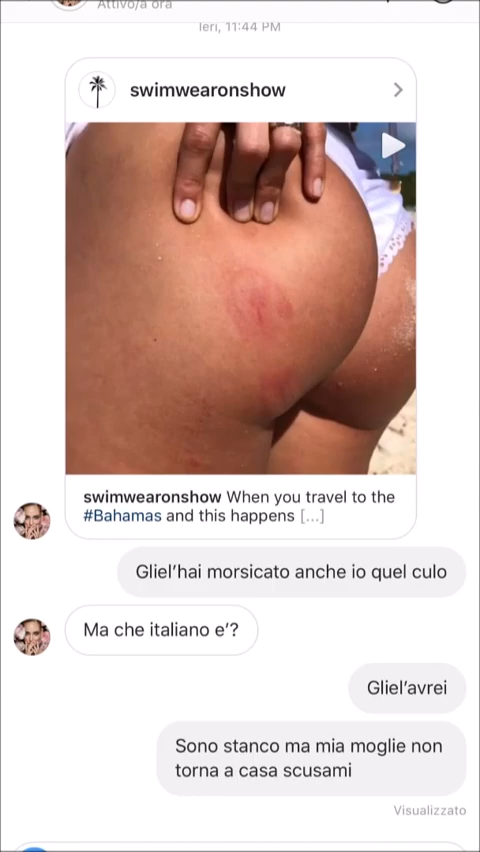 Attivo/a ora
Ieri, 11:44 PM
swimwearonshow
swimwearonshow When you travel to the
#Bahamas and this happens [...]
Gliel'hai morsicato anche io quel culo
Ma che italiano e'?
Gliel'avrei
Sono stanco ma mia moglie non
torna a casa scusami
Visualizzato